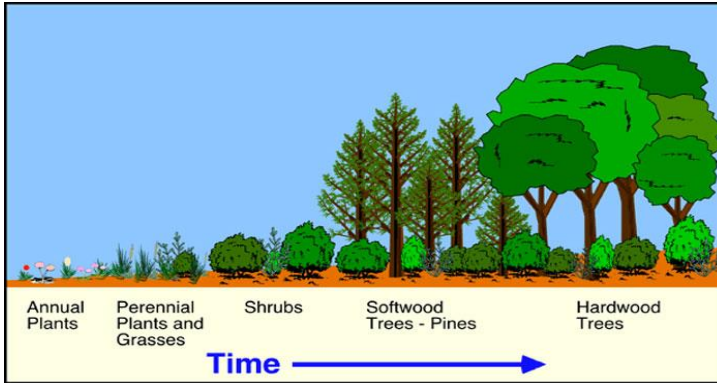 Annual
Plants
Perennial
Plants and
Grasses
Shrubs
Softwood
Trees - Pines
Hardwood
Trees
Time